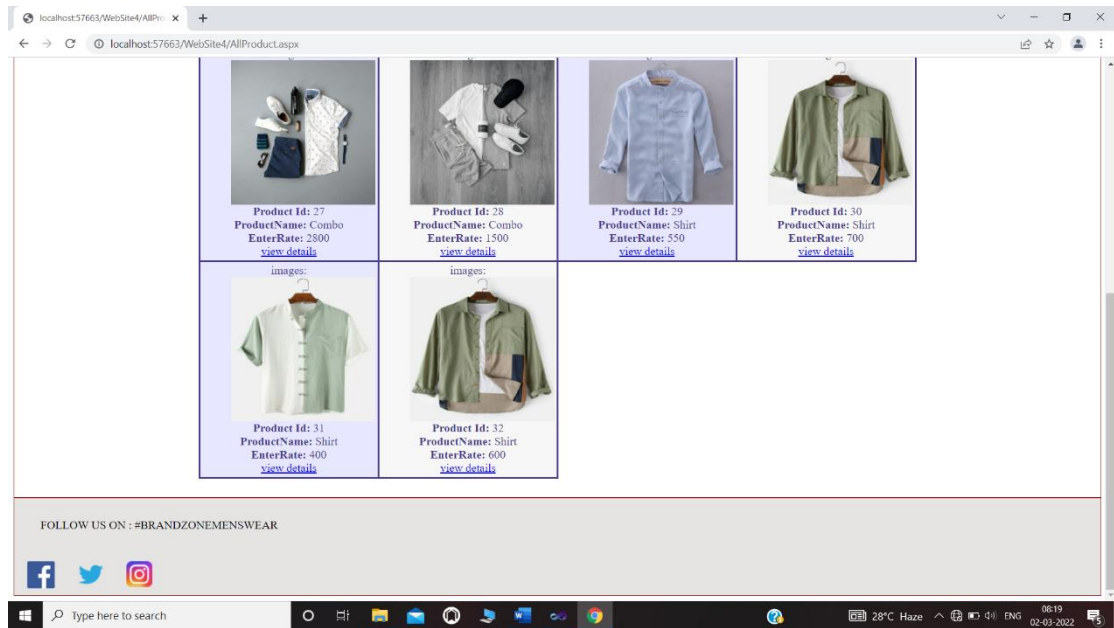 localhost:57663/WebSite4/AllPro
localhost:57663/WebSite4/AllProduct.aspx
Product Id: 27
ProductName: Combo
EnterRate: 2800
view details
Product Id: 28
ProductName: Combo
EnterRate: 1500
view details
Product Id: 29
ProductName: Shirt
EnterRate: 550
view details
Product Id: 30
ProductName: Shirt
EnterRate: 700
view details
images:
Product Id: 31
ProductName: Shirt
EnterRate: 400
view details
images:
Product Id: 32
ProductName: Shirt
EnterRate: 600
view details
FOLLOW US ON : #BRANDZONEMENSWEAR
Type here to search
28°C Haze
ENG
08:19
02-03-2022
5